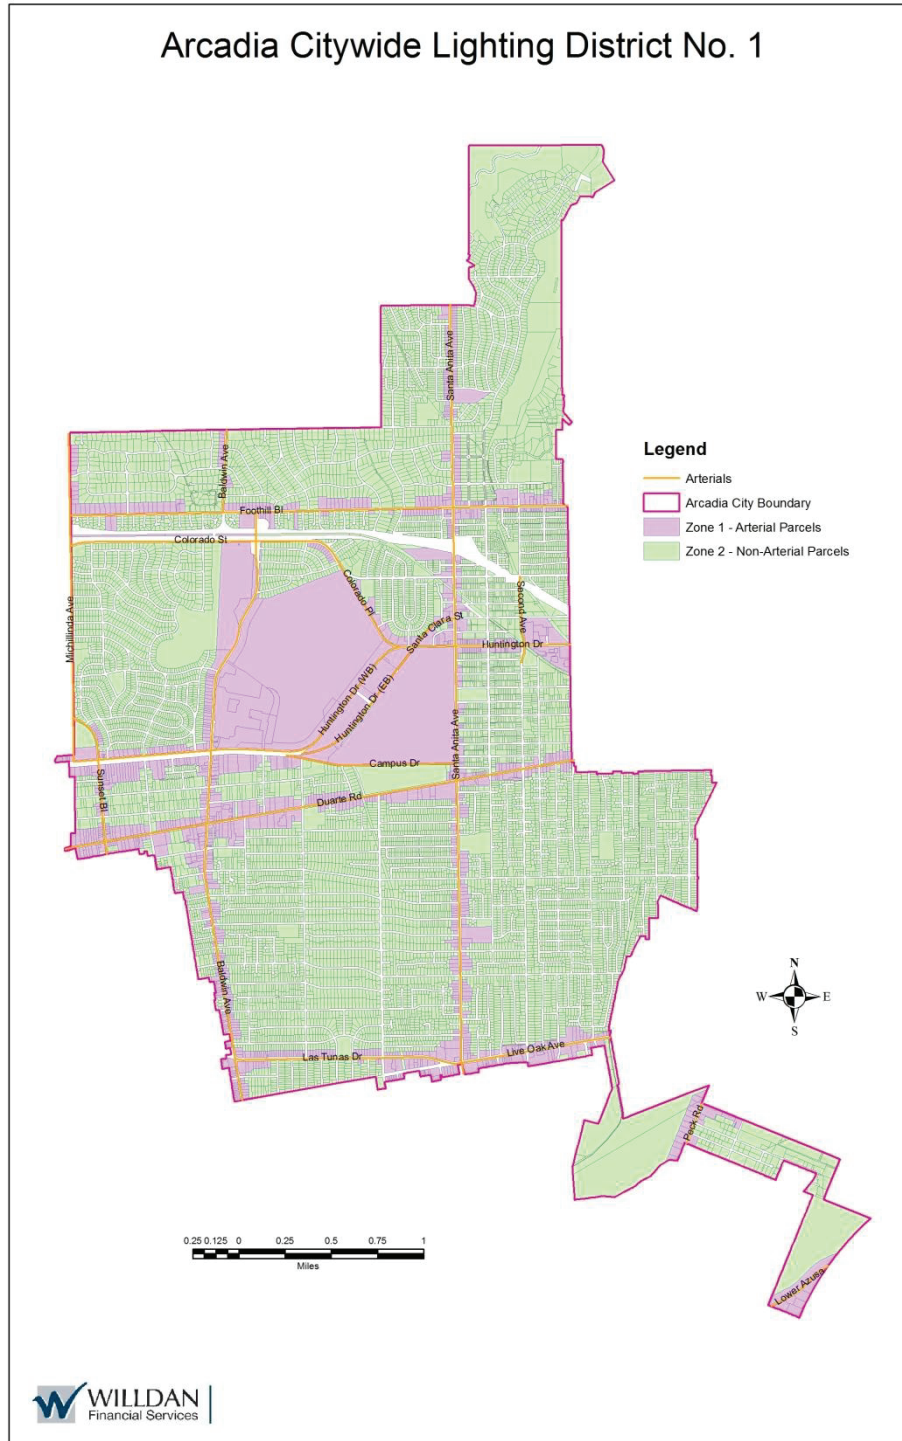 Arcadia Citywide Lighting District No. 1
Santa Anita Ave
Baldwin Ave
Legend
Arterials
Arcadia City Boundary
Zone 1 - Arterial Parcels
Zone 2 - Non-Arterial Parcels
Foothill Bl
Colorado St
Colorado Pl
Michillinda Ave
Second Ave
Santa Clara St
Huntington Dr
Huntington Dr (WB)
Huntington Dr (EB)
Santa Anita Ave
Campus Dr
Sunset Bl
Duarte Rd
Baldwin Ave
N
W E
S
Las Tunas Dr
Live Oak Ave
Peck Rd
0.25 0.125 0 0.25 0.5 0.75 1
Miles
Lower Azusa
WILLDAN
Financial Services